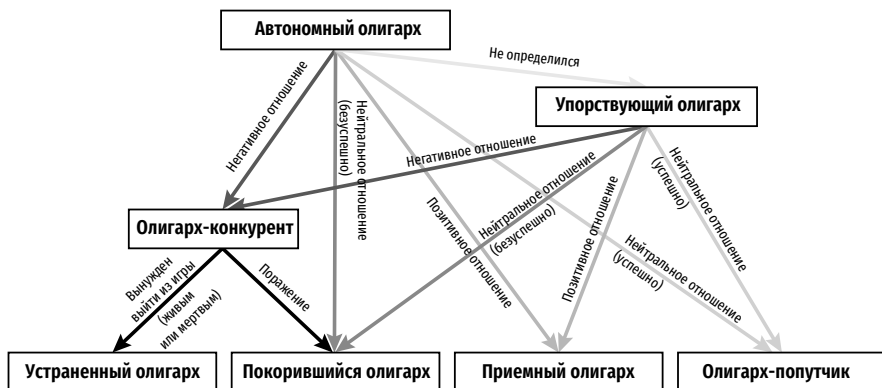 Автономный олигарх
Не определился
Упорствующий олигарх
Негативное отношение
Нейтральное отношение
(безуспешно)
Позитивное отношение
Нейтральное отношение
(успешно)
Негативное отношение
Нейтральное отношение
(безуспешно)
Позитивное отношение
Нейтральное отношение
(успешно)
Олигарх-конкурент
Вынужден
выйти из игры
(живым
или мертвым)
Поражение
Устраненный олигарх
Покорившийся олигарх
Приемный олигарх
Олигарх-попутчик